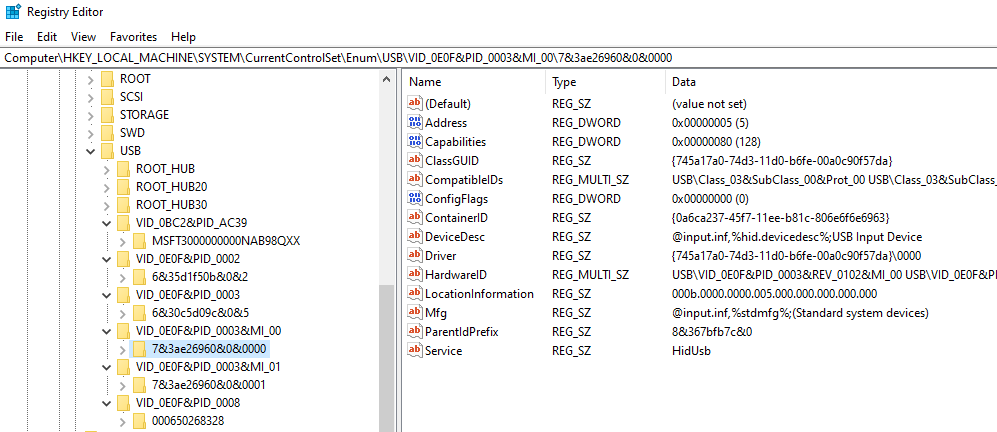 Registry Editor
File Edit View Favorites Help
Computer\HKEY_LOCAL_MACHINE\SYSTEM\CurrentControlSet\Enum\USB\VID_0E0F&PID_0003&MI_00\7&3ae26960&0&0000
ROOT
SCSI
STORAGE
SWD
USB
ROOT_HUB
ROOT_HUB20
ROOT_HUB30
VID_0BC2&PID_AC39
MSFT3000000000NAB98QXX
VID_0E0F&PID_0002
6&35d1f50b&0&2
VID_0E0F&PID_0003
6&30c5d09c&0&5
VID_0E0F&PID_0003&MI_00
7&3ae26960&0&0000
VID_0E0F&PID_0003&MI_01
7&3ae26960&0&0001
VID_0E0F&PID_0008
000650268328
Name Type Data
(Default) REG_SZ (value not set)
Address REG_DWORD 0x00000005 (5)
Capabilities REG_DWORD 0x00000080 (128)
ClassGUID REG_SZ {745a17a0-74d3-11d0-b6fe-00a0c90f57da}
CompatibleIDs REG_MULTI_SZ USB\Class_03&SubClass_00&Prot_00 USB\Class_03&SubClass_
ConfigFlags REG_DWORD 0x00000000 (0)
ContainerID REG_SZ {0a6ca237-45f7-11ee-b81c-806e6f6e6963}
DeviceDesc REG_SZ @input.inf,%hid.devicedesc%;USB Input Device
Driver REG_SZ {745a17a0-74d3-11d0-b6fe-00a0c90f57da}\0000
HardwareID REG_MULTI_SZ USB\VID_0E0F&PID_0003&REV_0102&MI_00 USB\VID_0E0F&PI
LocationInformation REG_SZ 000b.0000.0000.005.000.000.000.000.000
Mfg REG_SZ @input.inf,%stdmfg%;(Standard system devices)
ParentIdPrefix REG_SZ 8&367bfb7c&0
Service REG_SZ HidUsb